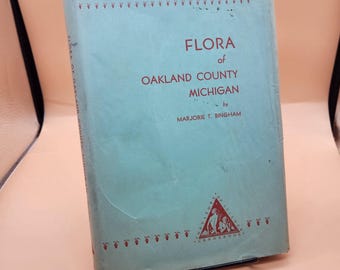 FLORA
of
OAKLAND COUNTY
MICHIGAN
by
MARJORIE T. BINGHAM